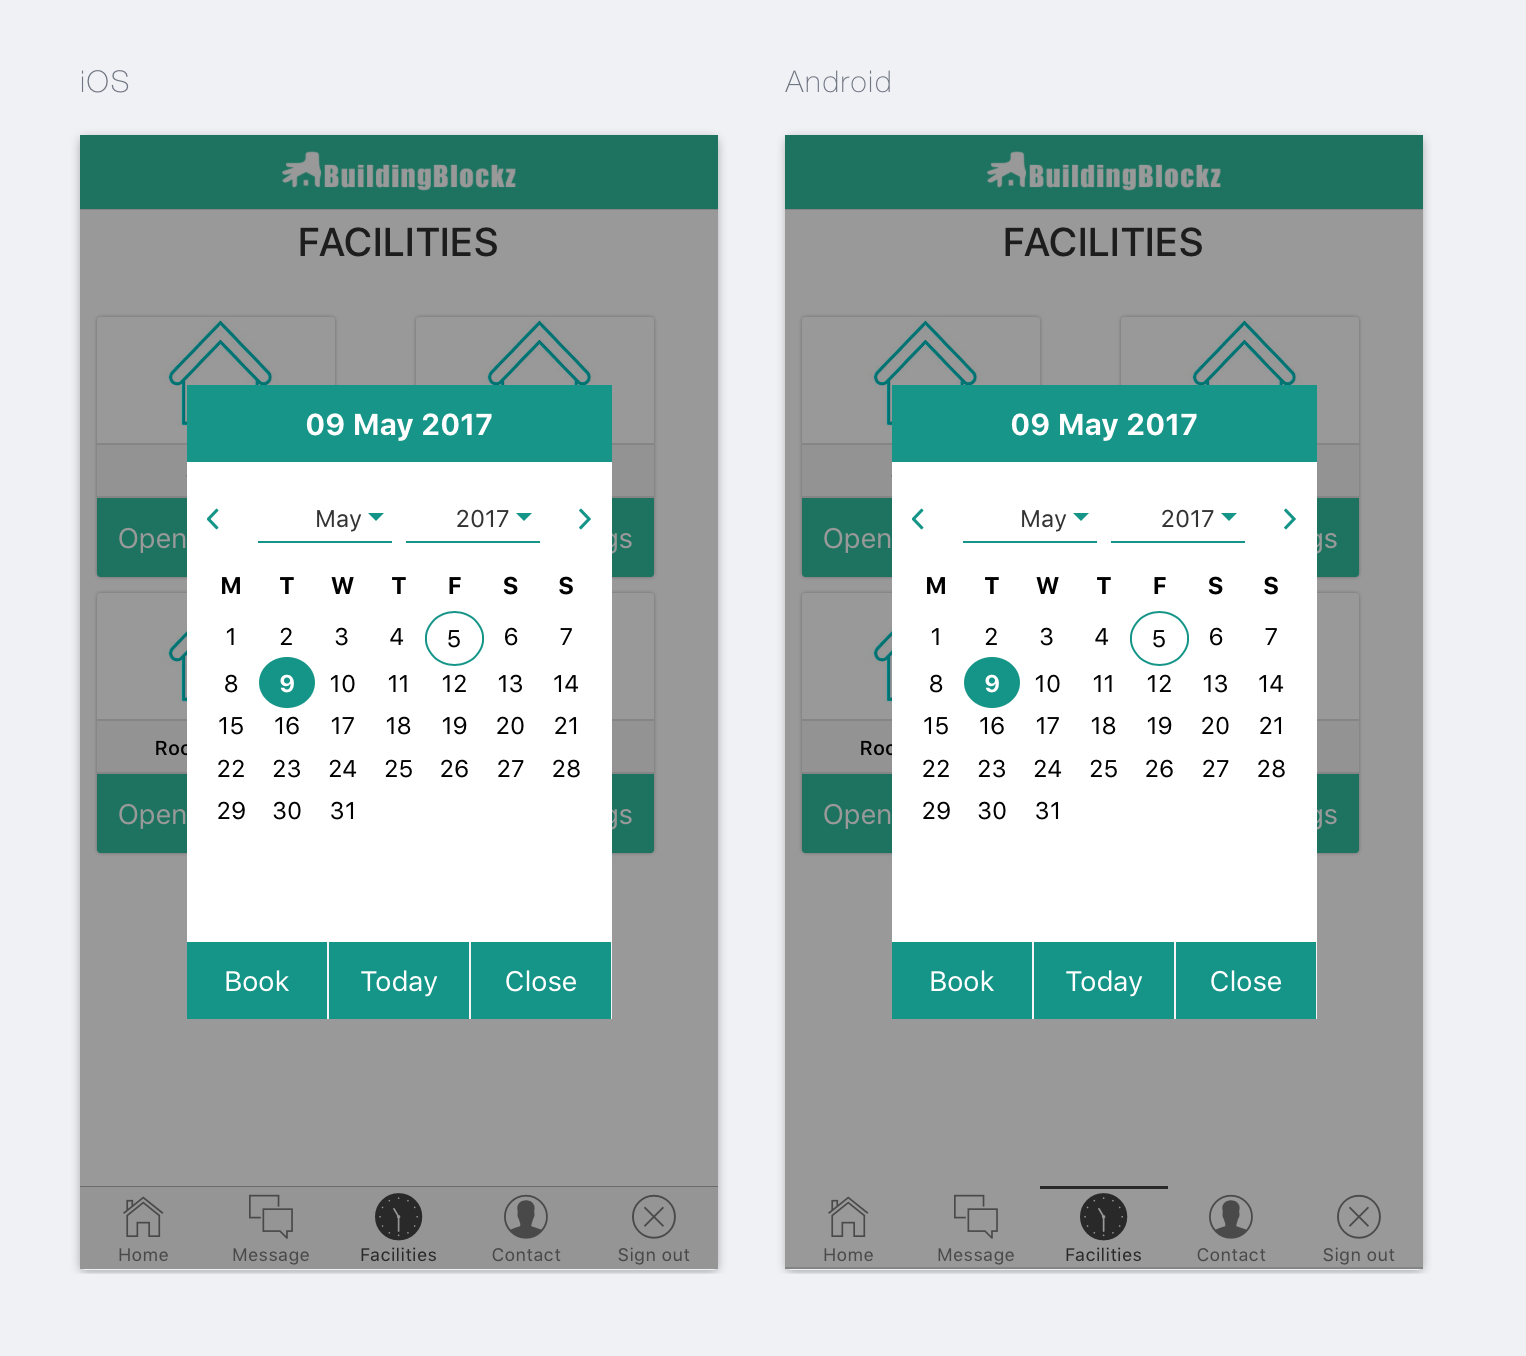 iOS
BuildingBlockz
FACILITIES
Open
gs
09 May 2017
May 2017
M T W T F S S
1 2 3 4 5 6 7
8 9 10 11 12 13 14
15 16 17 18 19 20 21
22 23 24 25 26 27 28
29 30 31
Roo
Open
gs
Book Today Close
Home Message Facilities Contact Sign out
Android
BuildingBlockz
FACILITIES
Open
gs
09 May 2017
May 2017
M T W T F S S
1 2 3 4 5 6 7
8 9 10 11 12 13 14
15 16 17 18 19 20 21
22 23 24 25 26 27 28
29 30 31
Roo
Open
gs
Book Today Close
Home Message Facilities Contact Sign out